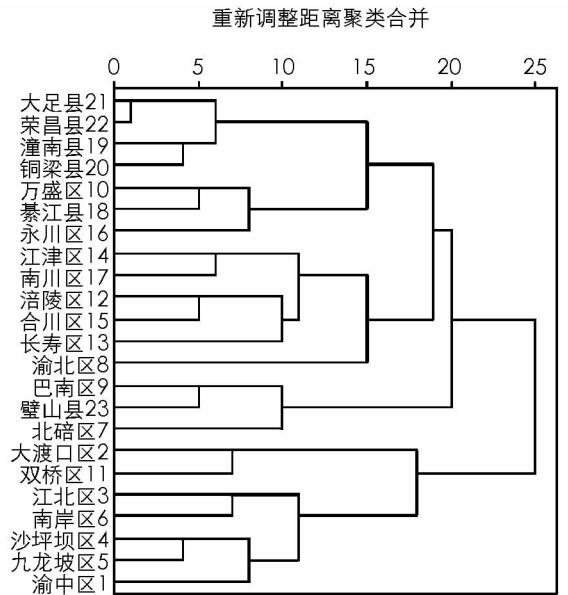 重新调整距离聚类合并
0 5 10 15 20 25
大足县21
荣昌县22
潼南县19
铜梁县20
万盛区10
綦江县18
永川区16
江津区14
南川区17
涪陵区12
合川区15
长寿区13
渝北区8
巴南区9
璧山县23
北碚区7
大渡口区2
双桥区11
江北区3
南岸区6
沙坪坝区4
九龙坡区5
渝中区1